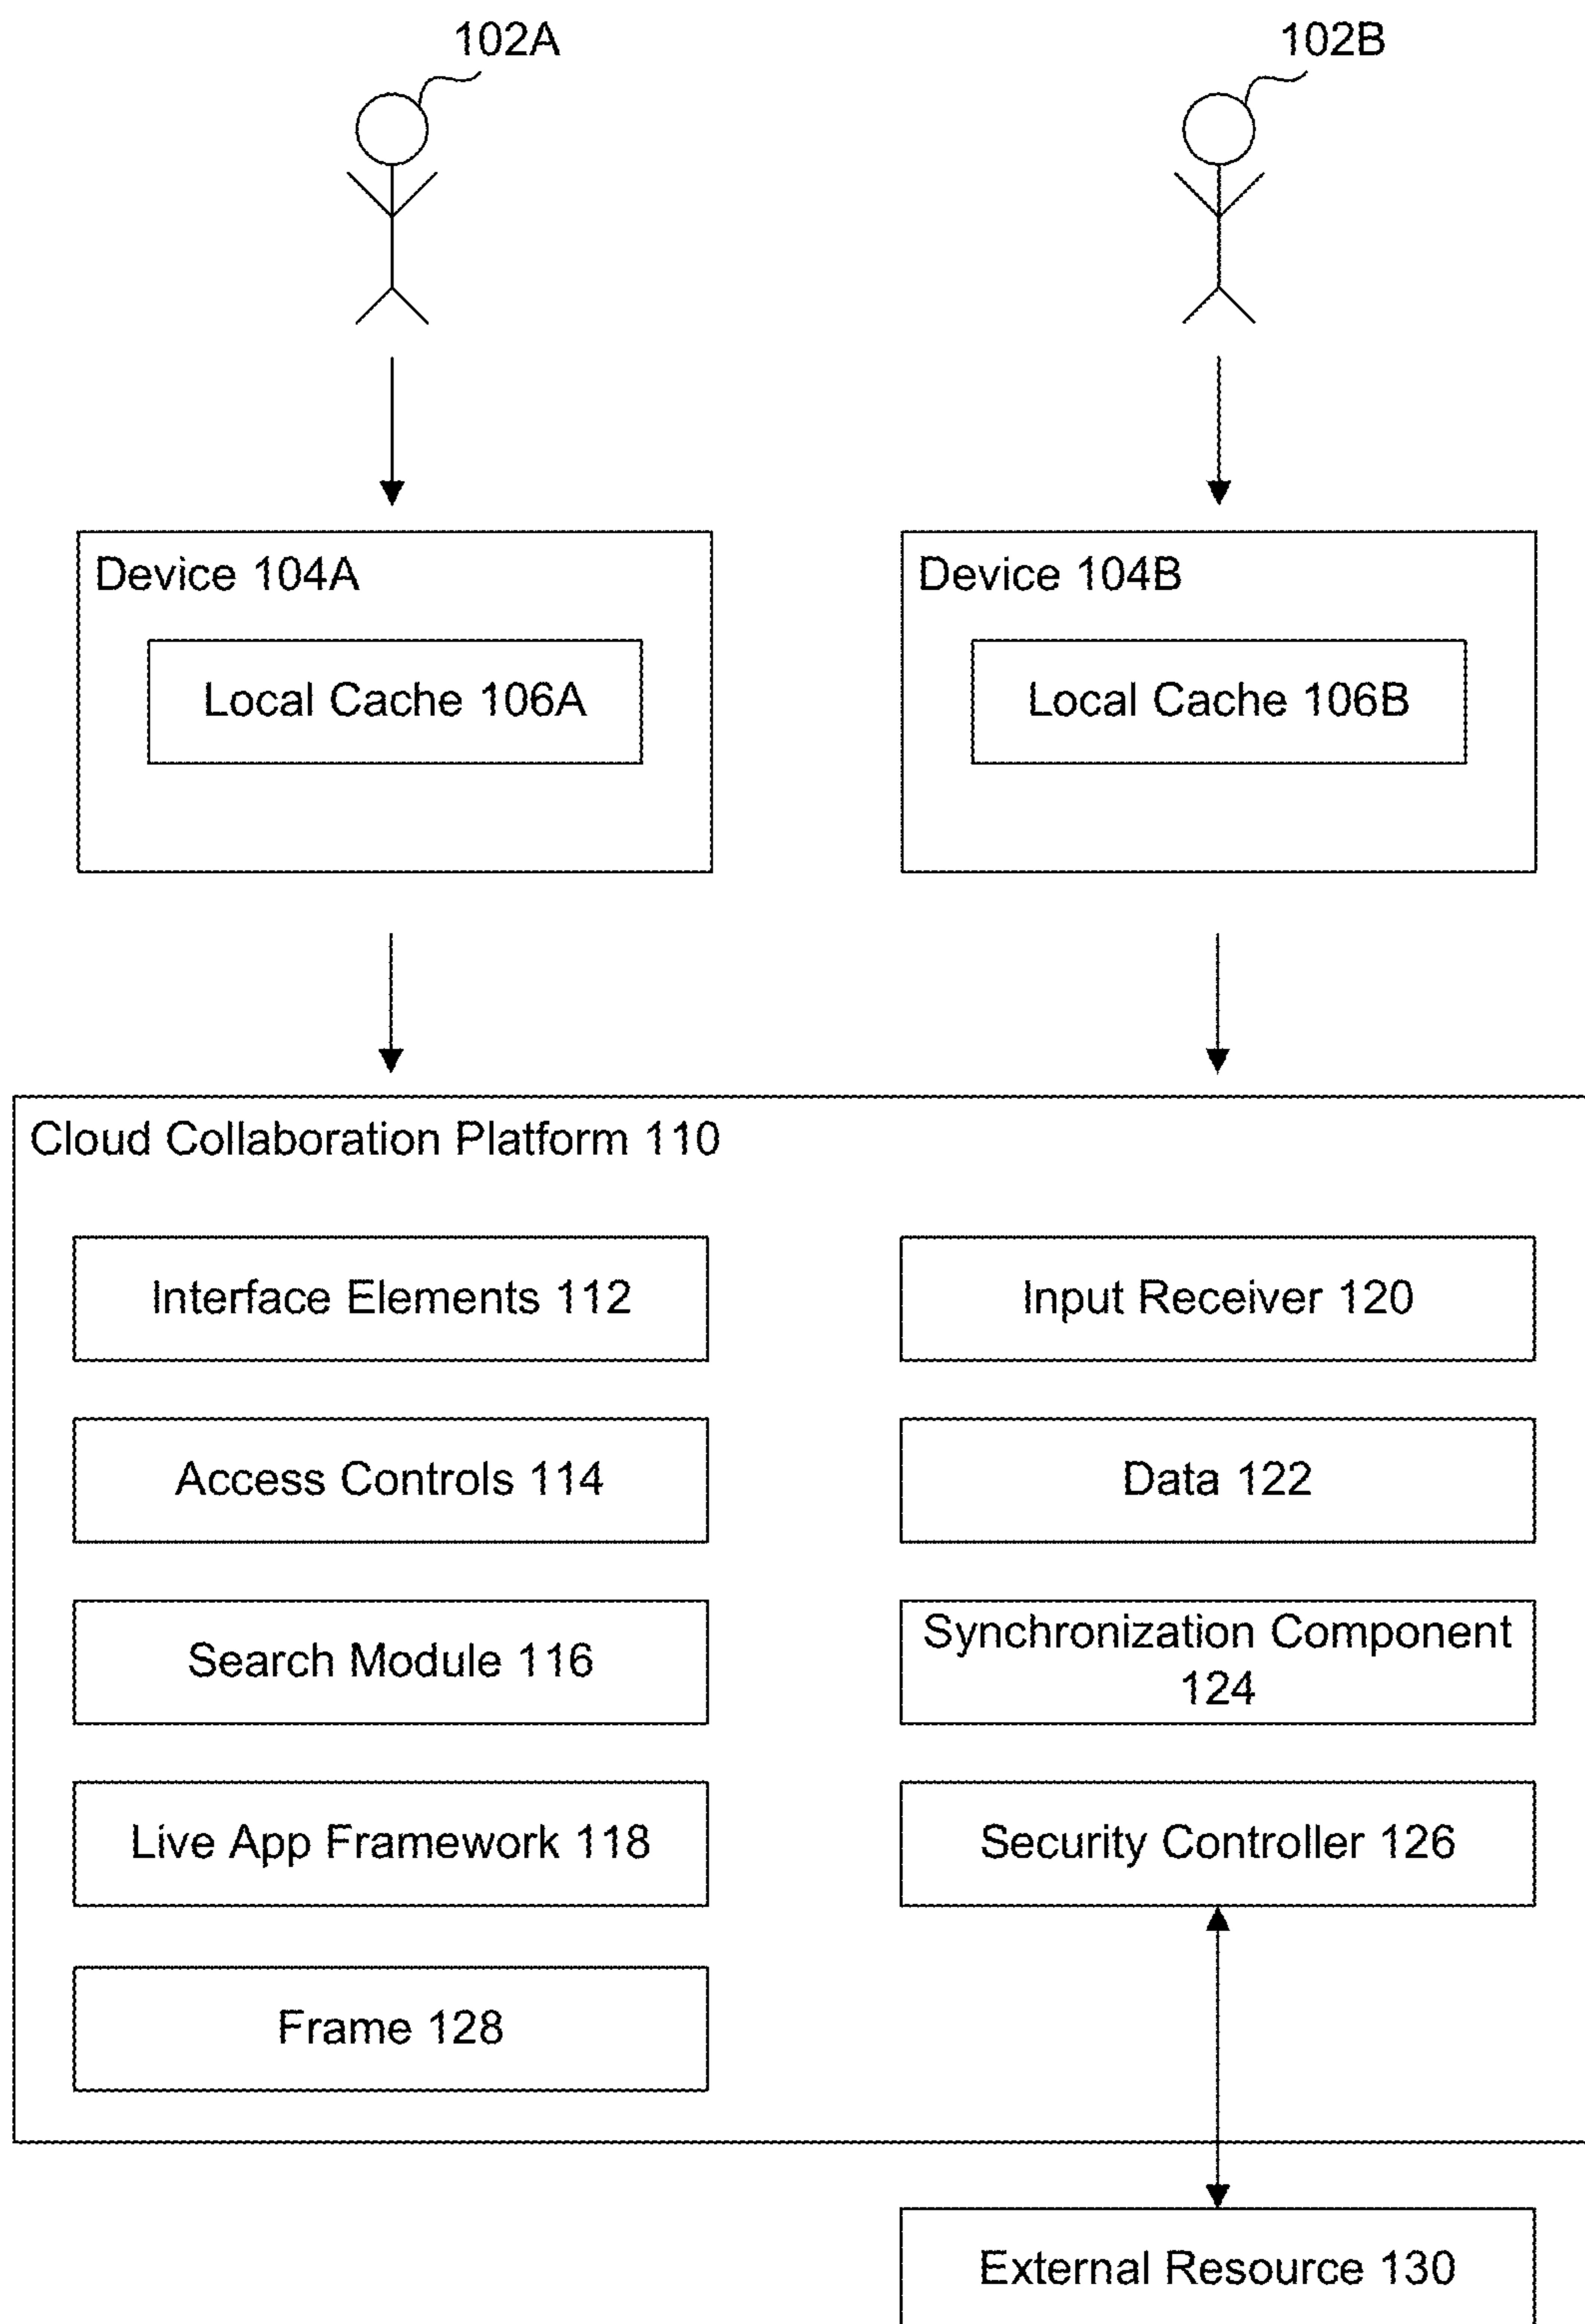 102A
102B
Device 104A
Device 104B
Local Cache 106A
Local Cache 106B
Cloud Collaboration Platform 110
Interface Elements 112
Input Receiver 120
Access Controls 114
Data 122
Search Module 116
Synchronization Component
124
Live App Framework 118
Security Controller 126
Frame 128
External Resource 130